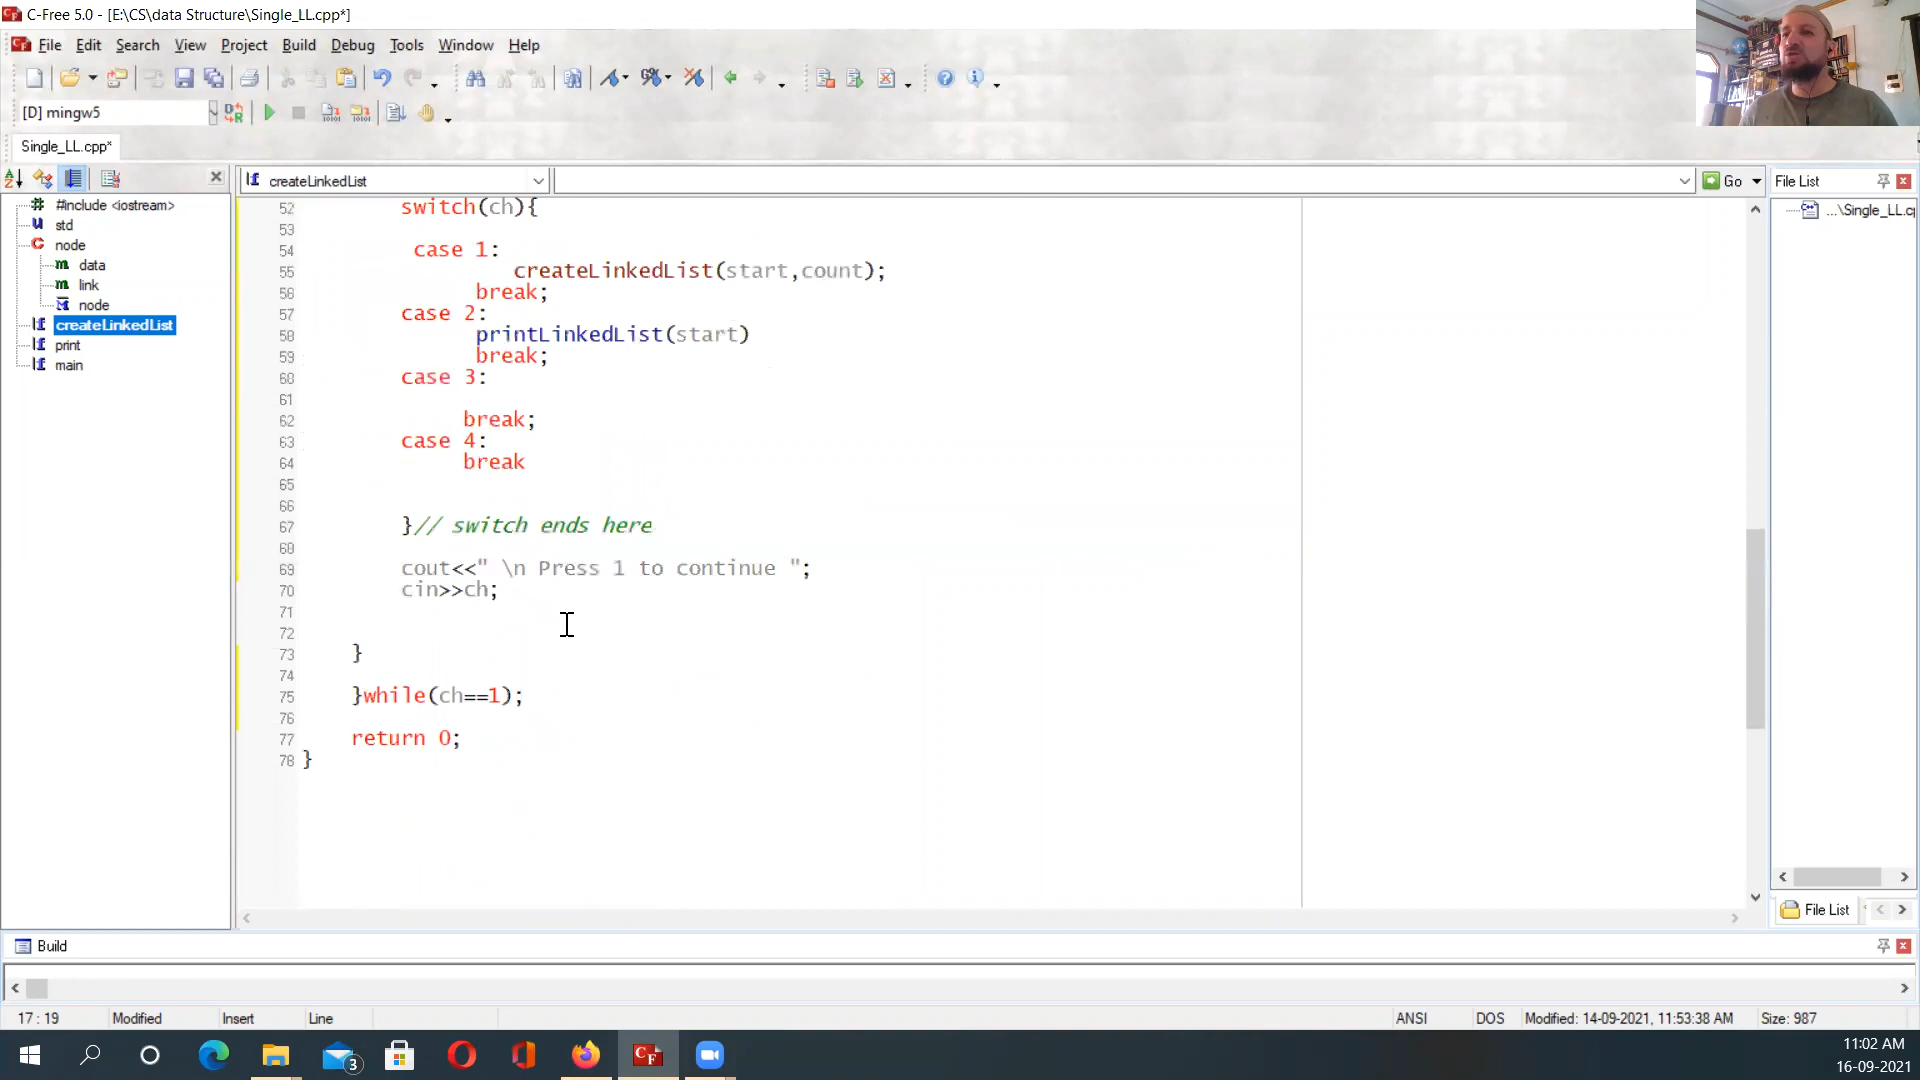 C-Free 5.0 - [E:\CS\data Structure\Single_LL.cpp*]
File Edit Search View Project Build Debug Tools Window Help
[D] mingw5
Single_LL.cpp*
createLinkedList
Go
File List
#include <iostream>
std
node
data
link
node
createLinkedList
print
main
...\Single_LL.c
52 switch(ch){
53
54 case 1:
55 createLinkedList(start,count);
56 break;
57 case 2:
58 printLinkedList(start)
59 break;
60 case 3:
61
62 break;
63 case 4:
64 break
65
66
67 }// switch ends here
68
69 cout<<" \n Press 1 to continue ";
70 cin>>ch;
71
72
73 }
74
75 }while(ch==1);
76
77 return 0;
78 }
File List
Build
17 : 19 Modified Insert Line ANSI DOS Modified: 14-09-2021, 11:53:38 AM Size: 987
3
CF
11:02 AM
16-09-2021